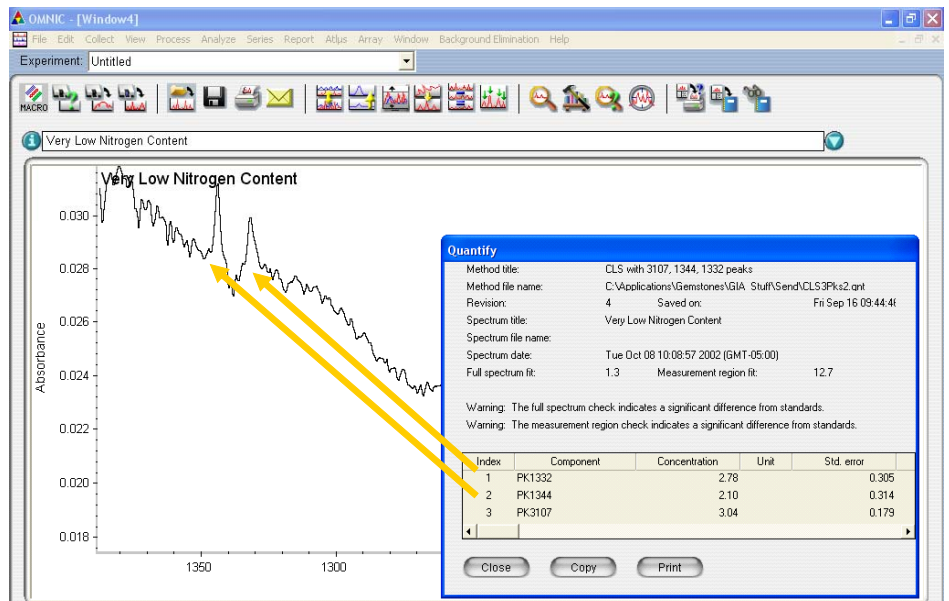 OMNIC - [Window4]
File Edit Collect View Process Analyze Series Report Atlµs Array Window Background Elimination Help
Experiment: Untitled
MACRO
Very Low Nitrogen Content
Very Low Nitrogen Content
0.030
0.028
0.026
0.024
0.022
0.020
0.018
Absorbance
1350 1300
Quantify
Method title: CLS with 3107, 1344, 1332 peaks
Method file name: C:\Applications\Gemstones\GIA Stuff\Send\CLS3Pks2.qnt
Revision: 4 Saved on: Fri Sep 16 09:44:46
Spectrum title: Very Low Nitrogen Content
Spectrum file name:
Spectrum date: Tue Oct 08 10:08:57 2002 (GMT-05:00)
Full spectrum fit: 1.3 Measurement region fit: 12.7
Warning: The full spectrum check indicates a significant difference from standards.
Warning: The measurement region check indicates a significant difference from standards.
Index Component Concentration Unit Std. error
1 PK1332 2.78 0.305
2 PK1344 2.10 0.314
3 PK3107 3.04 0.179
Close Copy Print